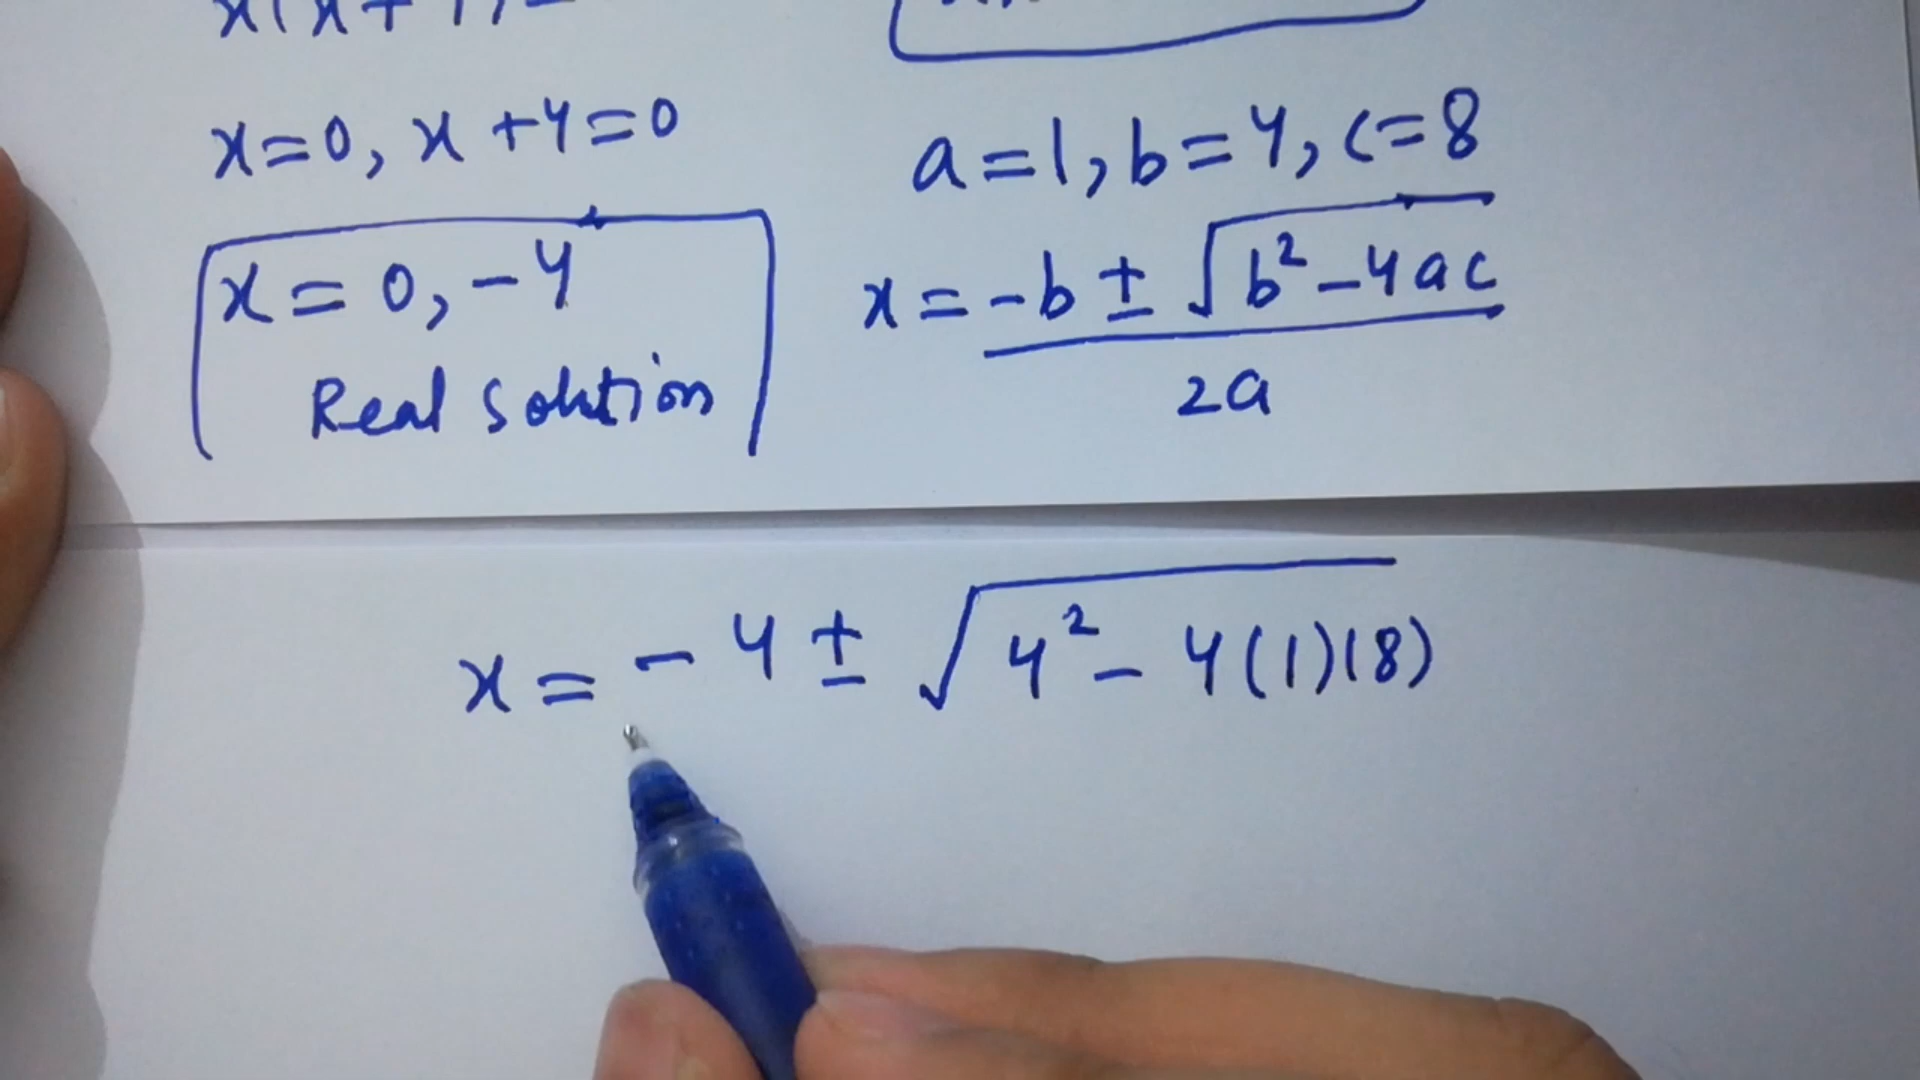 x=0, x+4=0
x=0,-4
Real solution
a=1, b=4, c=8
x=-b±√b²-4ac
2a
x=-4±√4²-4(1)(8)